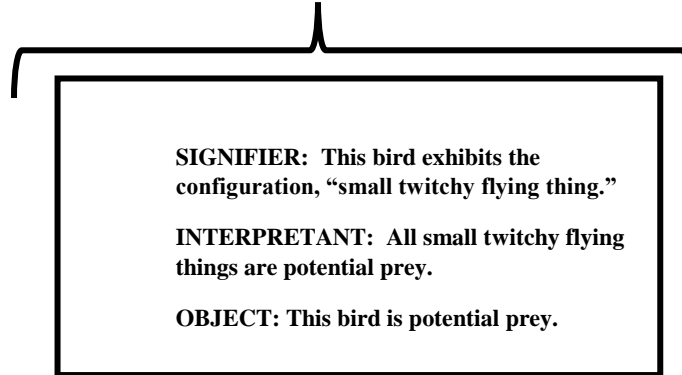 SIGNIFIER:  This bird exhibits the
configuration, “small twitchy flying thing.”
INTERPRETANT:  All small twitchy flying
things are potential prey.
OBJECT: This bird is potential prey.